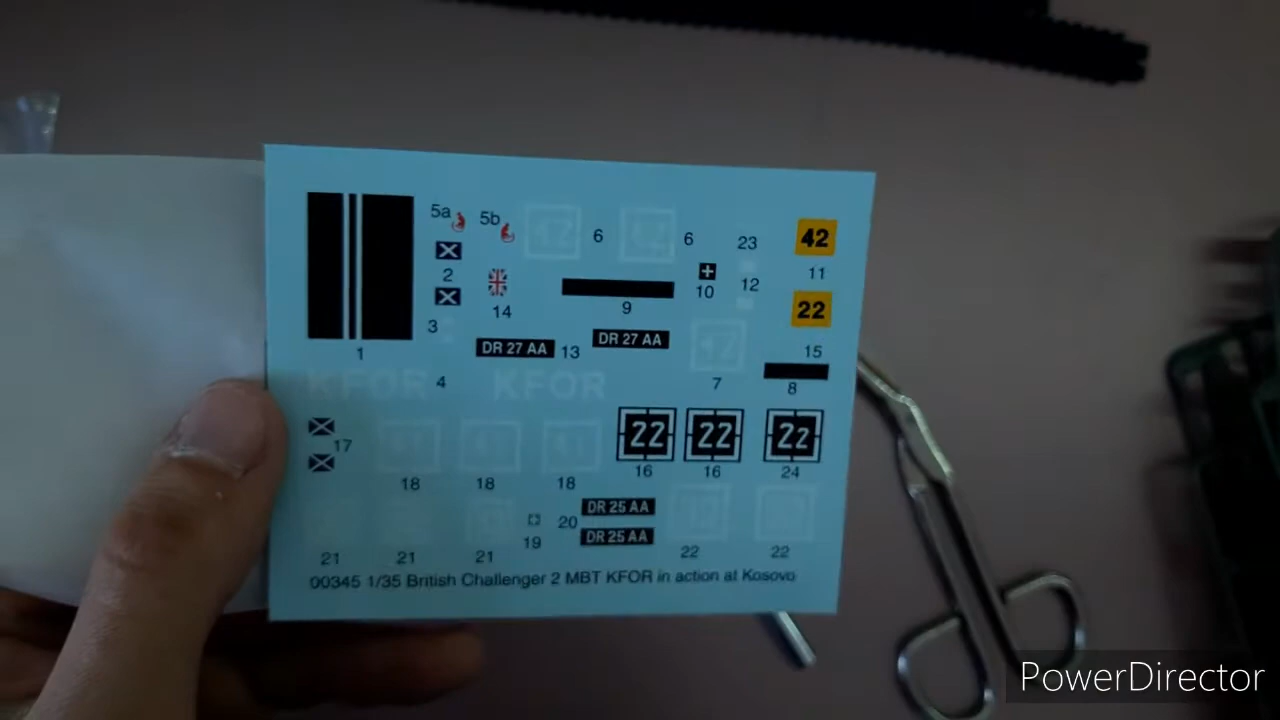 5a 5b 42 6 42 6 23 42
2 10 12 11
14 9 22
3 DR 27 AA 13 DR 27 AA 42 15
1 KFOR 4 KFOR 7 8
17 22 22 22
18 18 18 16 16 24
DR 25 AA
19 20 DR 25 AA
21 21 21 22 22
00345 1/35 British Challenger 2 MBT KFOR in action at Kosovo
PowerDirector